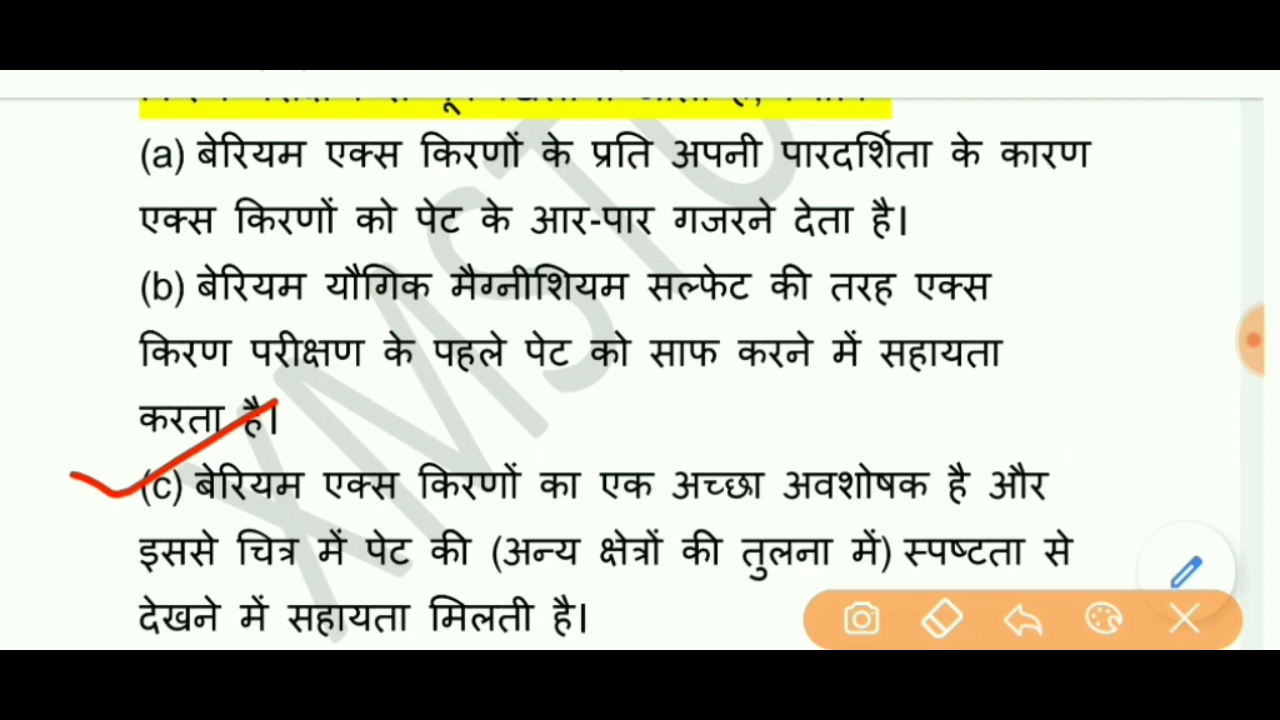 (a) बेरियम एक्स किरणों के प्रति अपनी पारदर्शिता के कारण
एक्स किरणों को पेट के आर-पार गजरने देता है।
(b) बेरियम यौगिक मैग्नीशियम सल्फेट की तरह एक्स
किरण परीक्षण के पहले पेट को साफ करने में सहायता
करता है।
(c) बेरियम एक्स किरणों का एक अच्छा अवशोषक है और
इससे चित्र में पेट की (अन्य क्षेत्रों की तुलना में) स्पष्टता से
देखने में सहायता मिलती है।